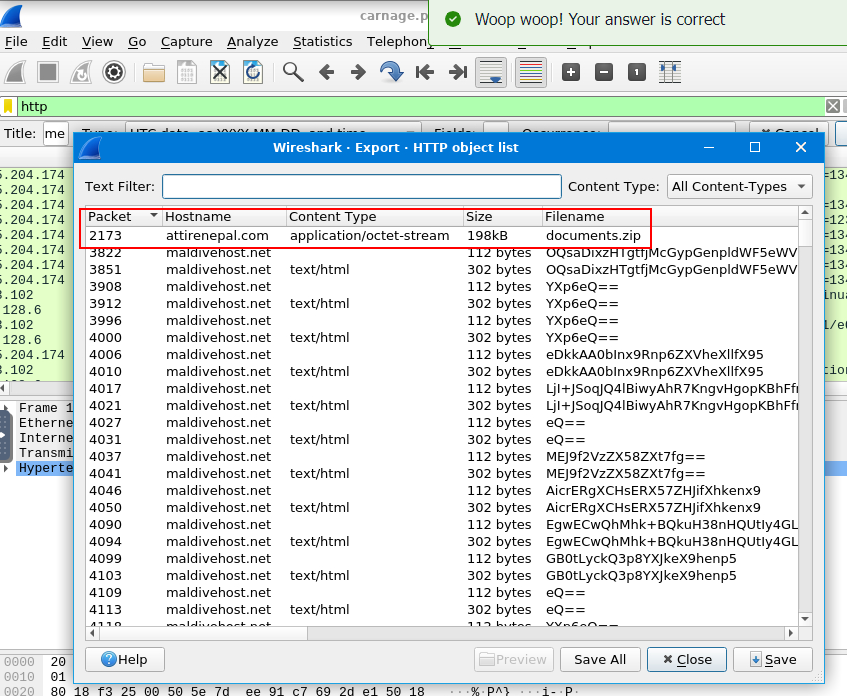 carnage.p
Woop woop! Your answer is correct
File Edit View Go Capture Analyze Statistics Telephony
http
Title: me
Wireshark · Export · HTTP object list
Text Filter: Content Type: All Content-Types
Packet Hostname Content Type Size Filename
2173 attirenepal.com application/octet-stream 198kB documents.zip
3822 maldivehost.net 112 bytes OQsaDixzHTgtfjMcGypGenpldWF5eWV
3851 maldivehost.net text/html 302 bytes OQsaDixzHTgtfjMcGypGenpldWF5eWV
3908 maldivehost.net 112 bytes YXp6eQ==
3912 maldivehost.net text/html 302 bytes YXp6eQ==
3996 maldivehost.net 112 bytes YXp6eQ==
4000 maldivehost.net text/html 302 bytes YXp6eQ==
4006 maldivehost.net 112 bytes eDkkAA0bInx9Rnp6ZXVheXllfX95
4010 maldivehost.net text/html 302 bytes eDkkAA0bInx9Rnp6ZXVheXllfX95
4017 maldivehost.net 112 bytes LjI+JSoqJQ4lBiwyAhR7KngvHgopKBhFf
4021 maldivehost.net text/html 302 bytes LjI+JSoqJQ4lBiwyAhR7KngvHgopKBhFf
4027 maldivehost.net 112 bytes eQ==
4031 maldivehost.net text/html 302 bytes eQ==
4037 maldivehost.net 112 bytes MEJ9f2VzZX58ZXt7fg==
4041 maldivehost.net text/html 302 bytes MEJ9f2VzZX58ZXt7fg==
4046 maldivehost.net 112 bytes AicrERgXCHsERX57ZHJifXhkenx9
4050 maldivehost.net text/html 302 bytes AicrERgXCHsERX57ZHJifXhkenx9
4090 maldivehost.net 112 bytes EgwECwQhMhk+BQkuH38nHQUtIy4GL
4094 maldivehost.net text/html 302 bytes EgwECwQhMhk+BQkuH38nHQUtIy4GL
4099 maldivehost.net 112 bytes GB0tLyckQ3p8YXJkeX9henp5
4103 maldivehost.net text/html 302 bytes GB0tLyckQ3p8YXJkeX9henp5
4109 maldivehost.net 112 bytes eQ==
4113 maldivehost.net text/html 302 bytes eQ==
4118 maldivehost.net 112 bytes YXp6eQ==
Help Preview Save All Close Save
Frame 1
Etherne
Interne
Transmi
Hyperte
0000 20
0010 01
0020 80 18 f3 25 00 50 5e 7d ee 91 c7 69 2d e1 50 18 ···%·P^} ···i-·P·